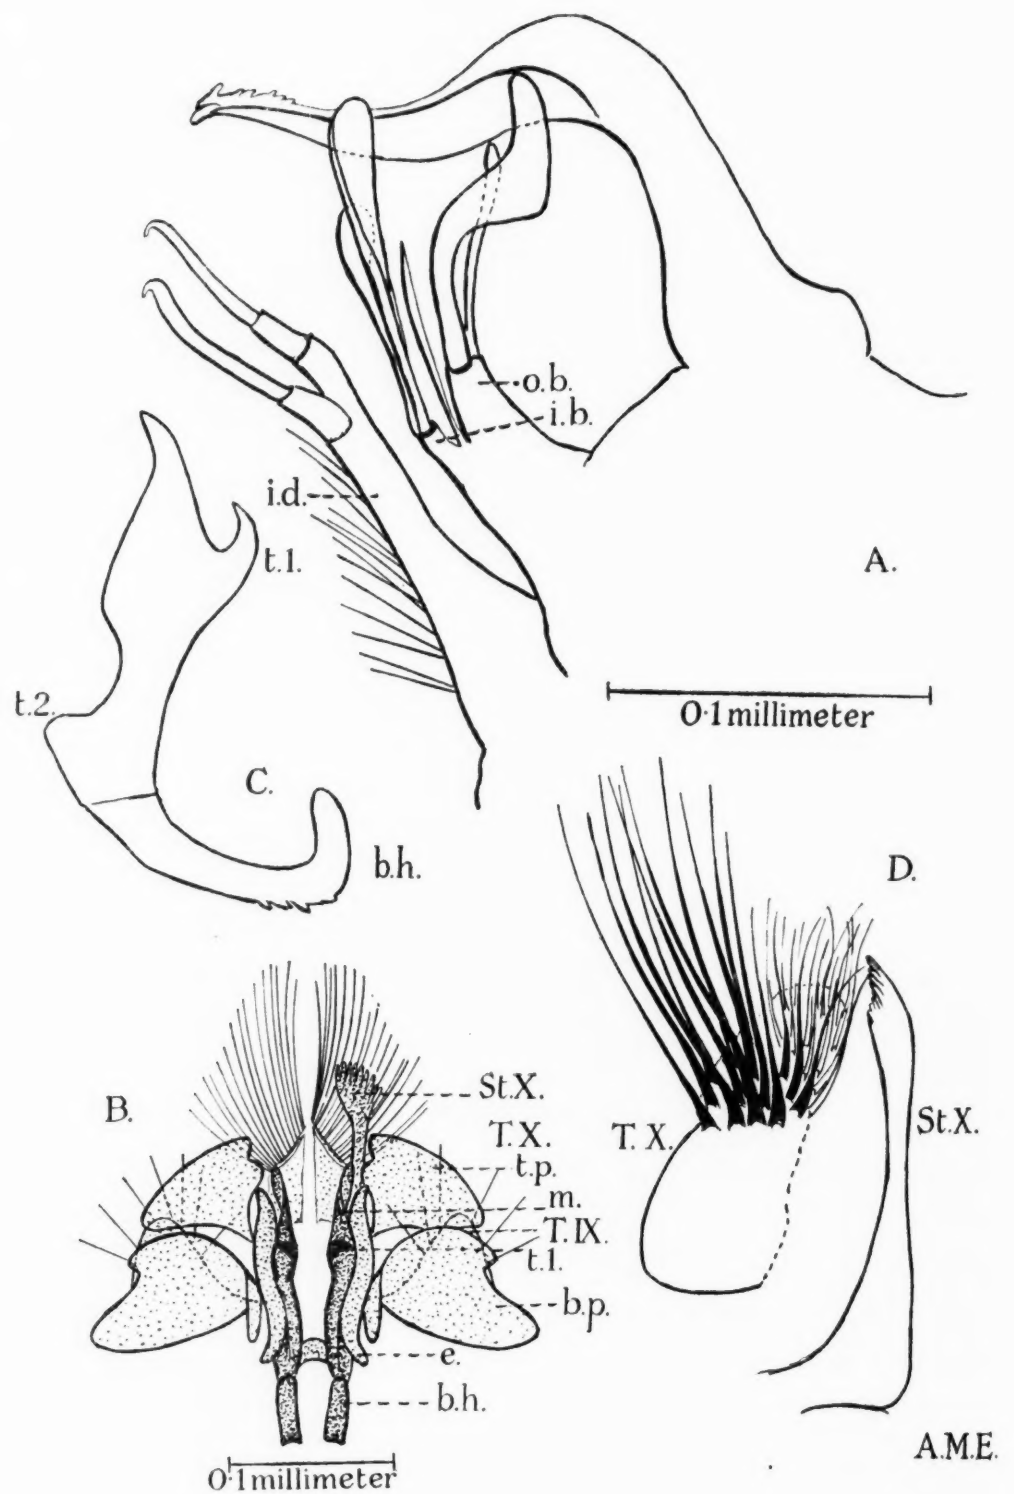 o.b.
i.b.
i.d.
t.1.
A.
t.2.
0·1 millimeter
C.
b.h.
D.
B.
St.X.
T.X.
t.p.
m.
T.IX.
t.1.
b.p.
e.
b.h.
0·1 millimeter
T.X.
St.X.
A.M.E.